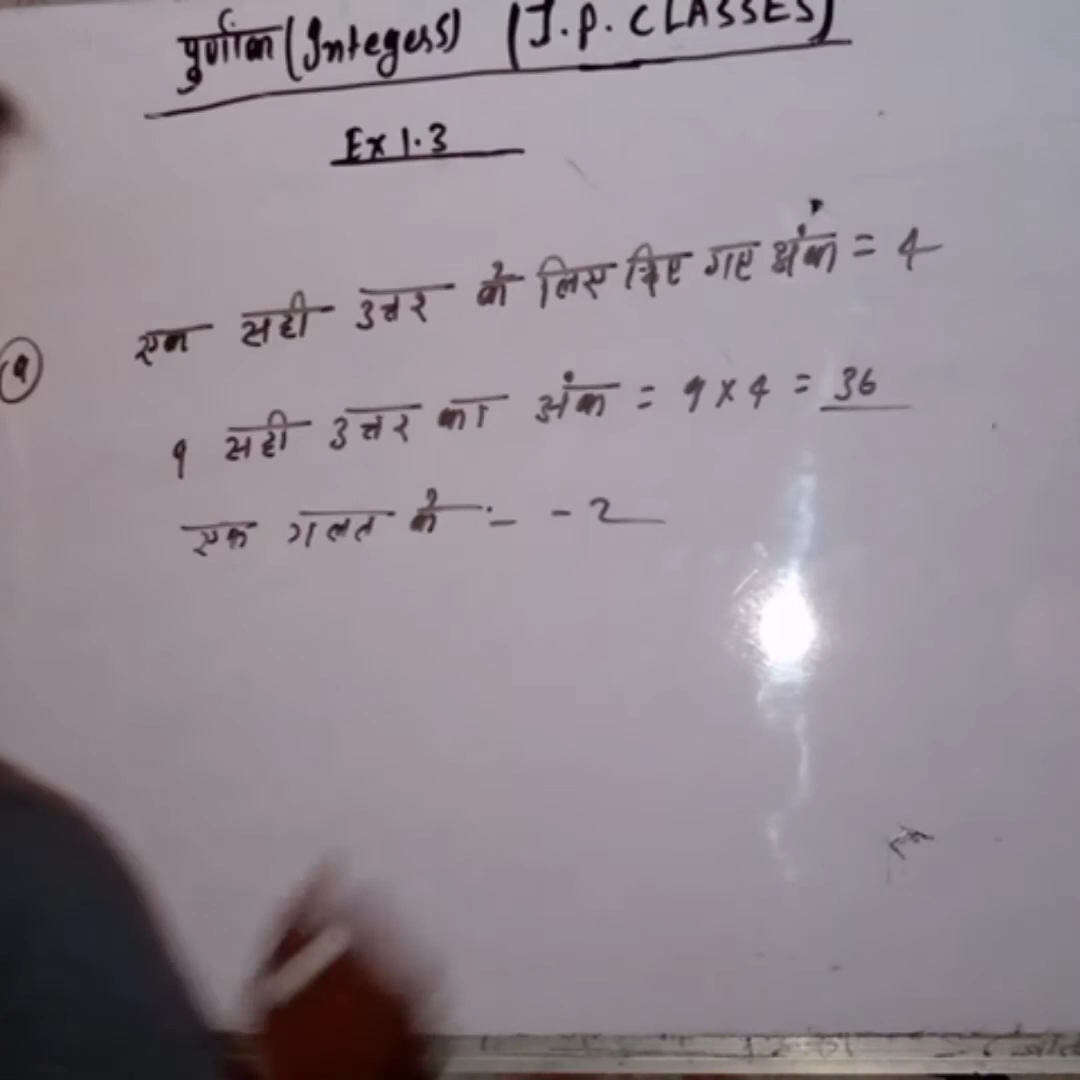 पुर्णांक (Integers) (J.P. CLASSES)
Ex 1.3
एक सही उत्तर के लिए दिए गए अंक = 4
9 सही उत्तर का अंक = 9 x 4 = 36
एक गलत के :- -2